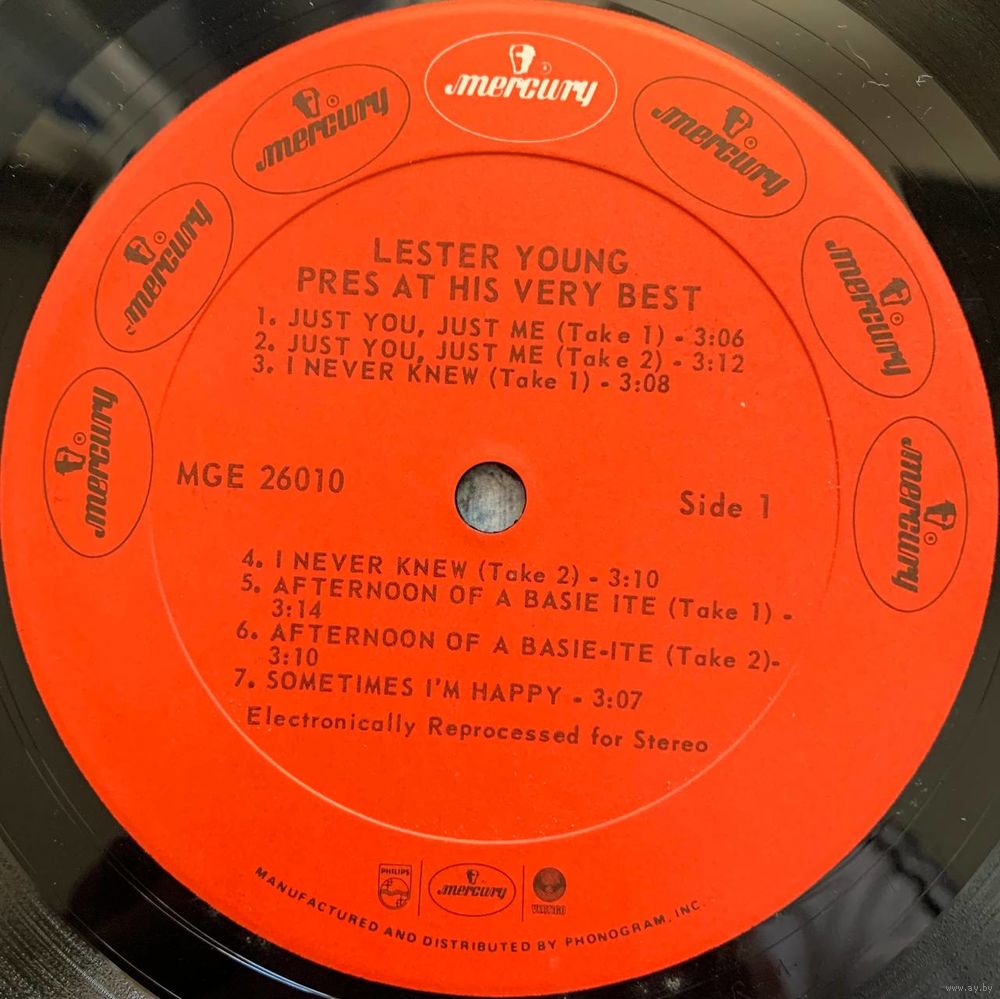 mercury
mercury
mercury
mercury
mercury
mercury
mercury
LESTER YOUNG
PRES AT HIS VERY BEST
1. JUST YOU, JUST ME (Take 1) - 3:06
2. JUST YOU, JUST ME (Take 2) - 3:12
3. I NEVER KNEW (Take 1) - 3:08
MGE 26010
Side 1
4. I NEVER KNEW (Take 2) - 3:10
5. AFTERNOON OF A BASIE ITE (Take 1) -
3:14
6. AFTERNOON OF A BASIE-ITE (Take 2)-
3:10
7. SOMETIMES I'M HAPPY - 3:07
Electronically Reprocessed for Stereo
PHILIPS
mercury
VERTIGO
MANUFACTURED AND DISTRIBUTED BY PHONOGRAM, INC.
www.ay.by